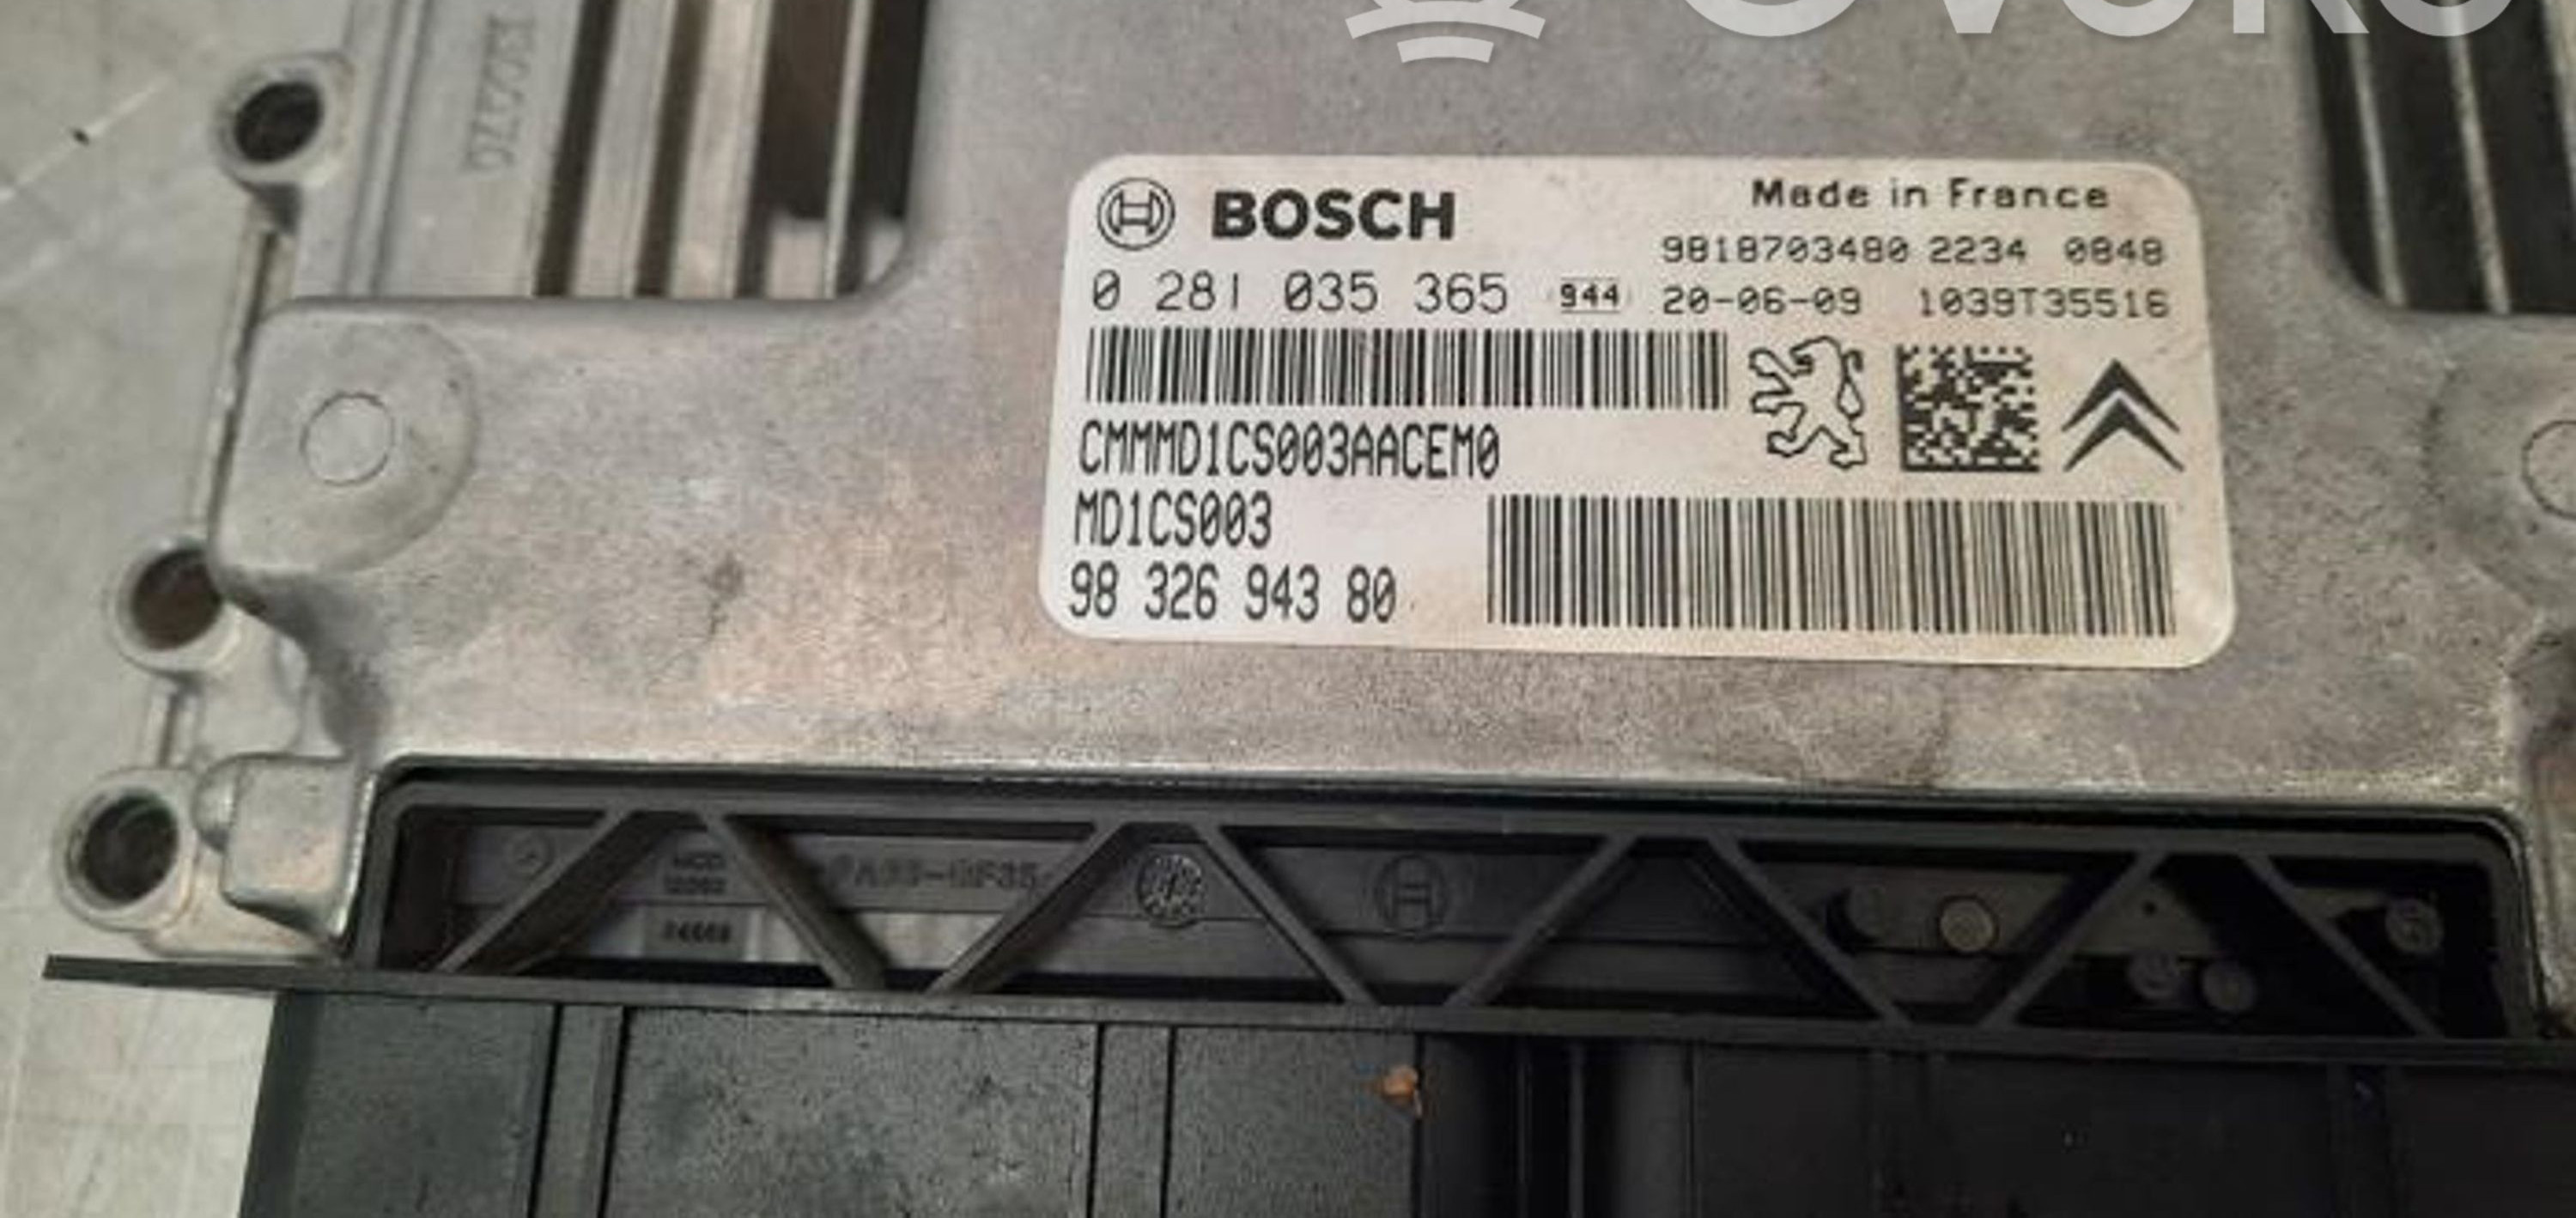 BOSCH
Made in France
9818703480 2234 0848
0 281 035 365 944 20-06-09 1039T35516
CMMMD1CS003AACEM0
MD1CS003
98 326 943 80